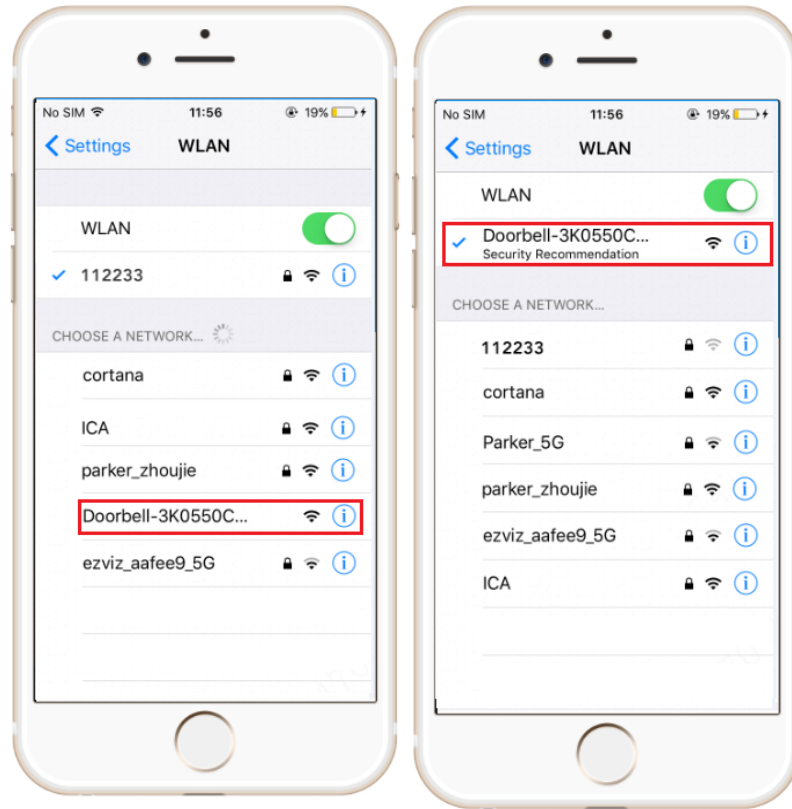 No SIM 11:56 19%
Settings WLAN
WLAN
112233
CHOOSE A NETWORK...
cortana
ICA
parker_zhoujie
Doorbell-3K0550C...
ezviz_aafee9_5G
No SIM 11:56 19%
Settings WLAN
WLAN
Doorbell-3K0550C...
Security Recommendation
CHOOSE A NETWORK...
112233
cortana
Parker_5G
parker_zhoujie
ezviz_aafee9_5G
ICA